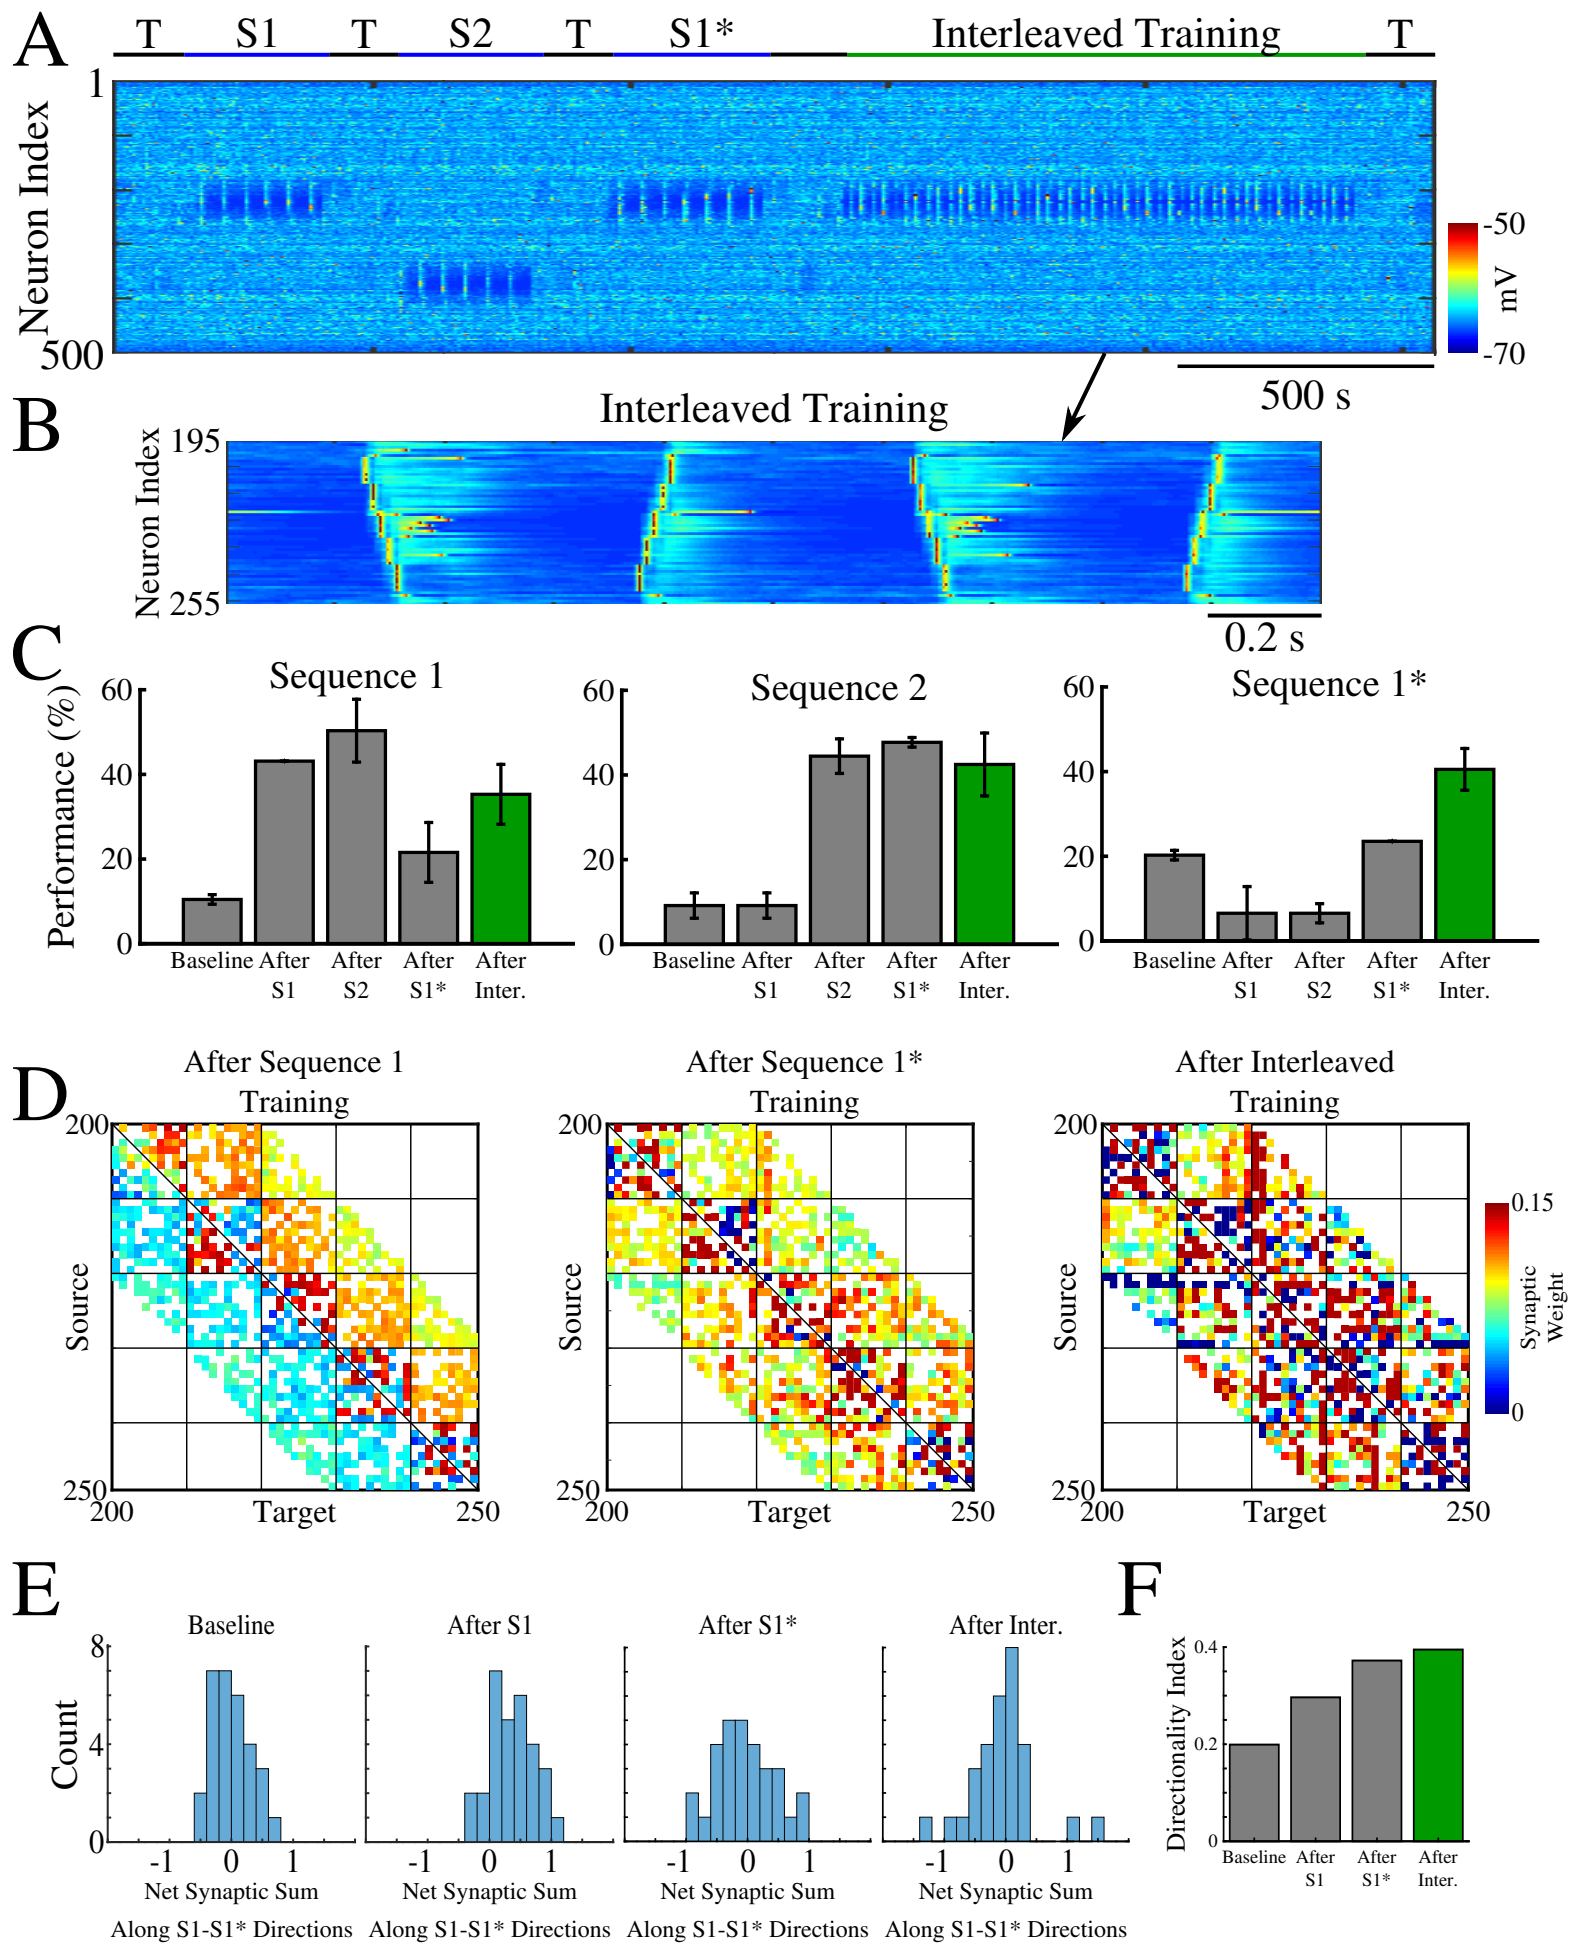 A
T S1 T S2 T S1* Interleaved Training T
1
Neuron Index
500
-50
mV
-70
500 s
B
Interleaved Training
195
Neuron Index
255
0.2 s
C
Sequence 1
Sequence 2
Sequence 1*
Performance (%)
60
40
20
0
Baseline After S1 After S2 After S1* After Inter.
60
40
20
0
Baseline After S1 After S2 After S1* After Inter.
60
40
20
0
Baseline After S1 After S2 After S1* After Inter.
D
After Sequence 1
Training
After Sequence 1*
Training
After Interleaved
Training
200
Source
250
200 Target 250
200
Source
250
200 Target 250
200
Source
250
200 Target 250
0.15
Synaptic
Weight
0
E
Baseline
After S1
After S1*
After Inter.
Count
8
4
0
-1 0 1
Net Synaptic Sum
Along S1-S1* Directions
-1 0 1
Net Synaptic Sum
Along S1-S1* Directions
-1 0 1
Net Synaptic Sum
Along S1-S1* Directions
-1 0 1
Net Synaptic Sum
Along S1-S1* Directions
F
Directionality Index
0.4
0.2
0
Baseline After S1 After S1* After Inter.